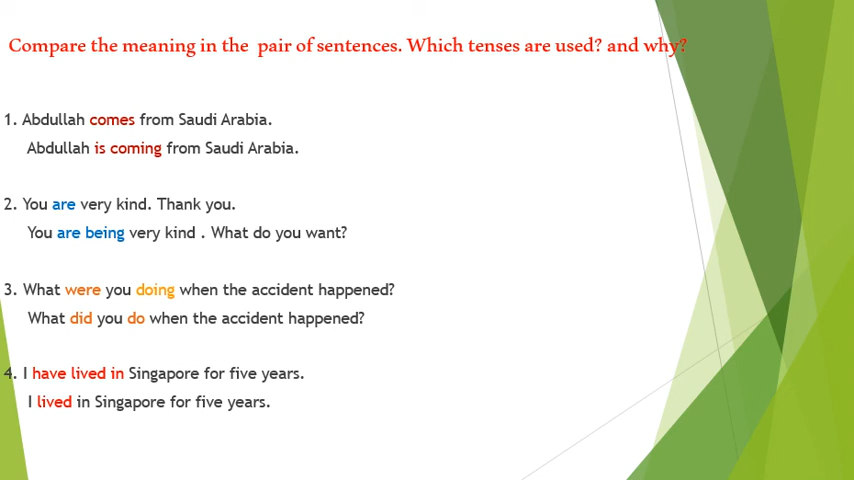 Compare the meaning in the pair of sentences. Which tenses are used? and why?
1. Abdullah comes from Saudi Arabia.
Abdullah is coming from Saudi Arabia.
2. You are very kind. Thank you.
You are being very kind . What do you want?
3. What were you doing when the accident happened?
What did you do when the accident happened?
4. I have lived in Singapore for five years.
I lived in Singapore for five years.